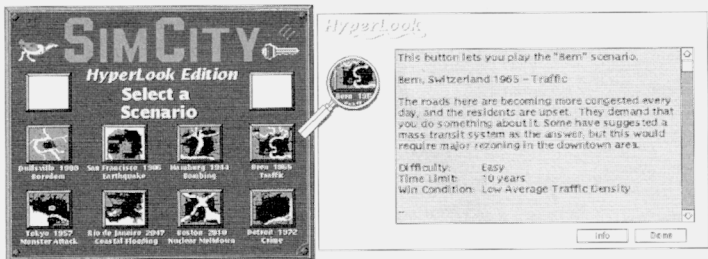 SIMCITY
HyperLook Edition
Select a
Scenario
Dullsville 1900
Boredom
San Francisco 1906
Earthquake
Hamburg 1944
Bombing
Bern 1965
Traffic
Tokyo 1957
Monster Attack
Rio de Janeiro 2047
Coastal Flooding
Boston 2010
Nuclear Meltdown
Detroit 1972
Crime
HyperLook
This button lets you play the "Bern" scenario.
Bern, Switzerland 1965 - Traffic
The roads here are becoming more congested every
day, and the residents are upset. They demand that
you do something about it. Some have suggested a
mass transit system as the answer, but this would
require major rezoning in the downtown area.
Difficulty: Easy
Time Limit: 10 years
Win Condition: Low Average Traffic Density
Info
Demo